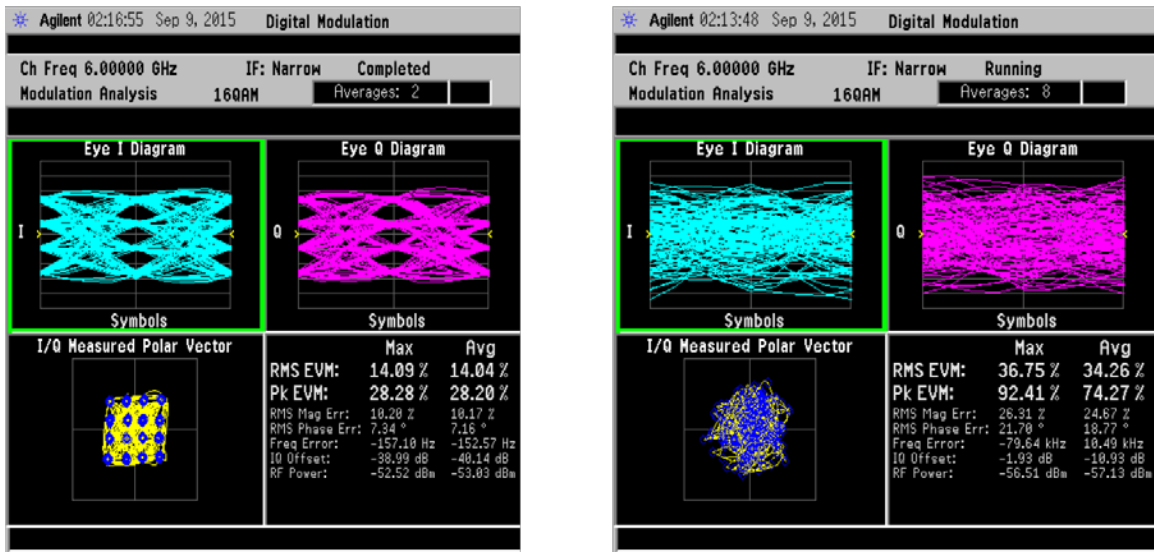 Agilent 02:16:55 Sep 9, 2015 Digital Modulation
Ch Freq 6.00000 GHz IF: Narrow Completed
Modulation Analysis 16QAM Averages: 2
Eye I Diagram Eye Q Diagram
I Q
Symbols Symbols
I/Q Measured Polar Vector Max Avg
RMS EVM: 14.09 % 14.04 %
Pk EVM: 28.28 % 28.20 %
RMS Mag Err: 10.20 % 10.17 %
RMS Phase Err: 7.34 ° 7.16 °
Freq Error: -157.10 Hz -152.57 Hz
IQ Offset: -38.99 dB -40.14 dB
RF Power: -52.52 dBm -53.03 dBm
Agilent 02:13:48 Sep 9, 2015 Digital Modulation
Ch Freq 6.00000 GHz IF: Narrow Running
Modulation Analysis 16QAM Averages: 8
Eye I Diagram Eye Q Diagram
I Q
Symbols Symbols
I/Q Measured Polar Vector Max Avg
RMS EVM: 36.75 % 34.26 %
Pk EVM: 92.41 % 74.27 %
RMS Mag Err: 26.31 % 24.67 %
RMS Phase Err: 21.70 ° 18.77 °
Freq Error: -79.64 kHz 10.49 kHz
IQ Offset: -1.93 dB -10.93 dB
RF Power: -56.51 dBm -57.13 dBm